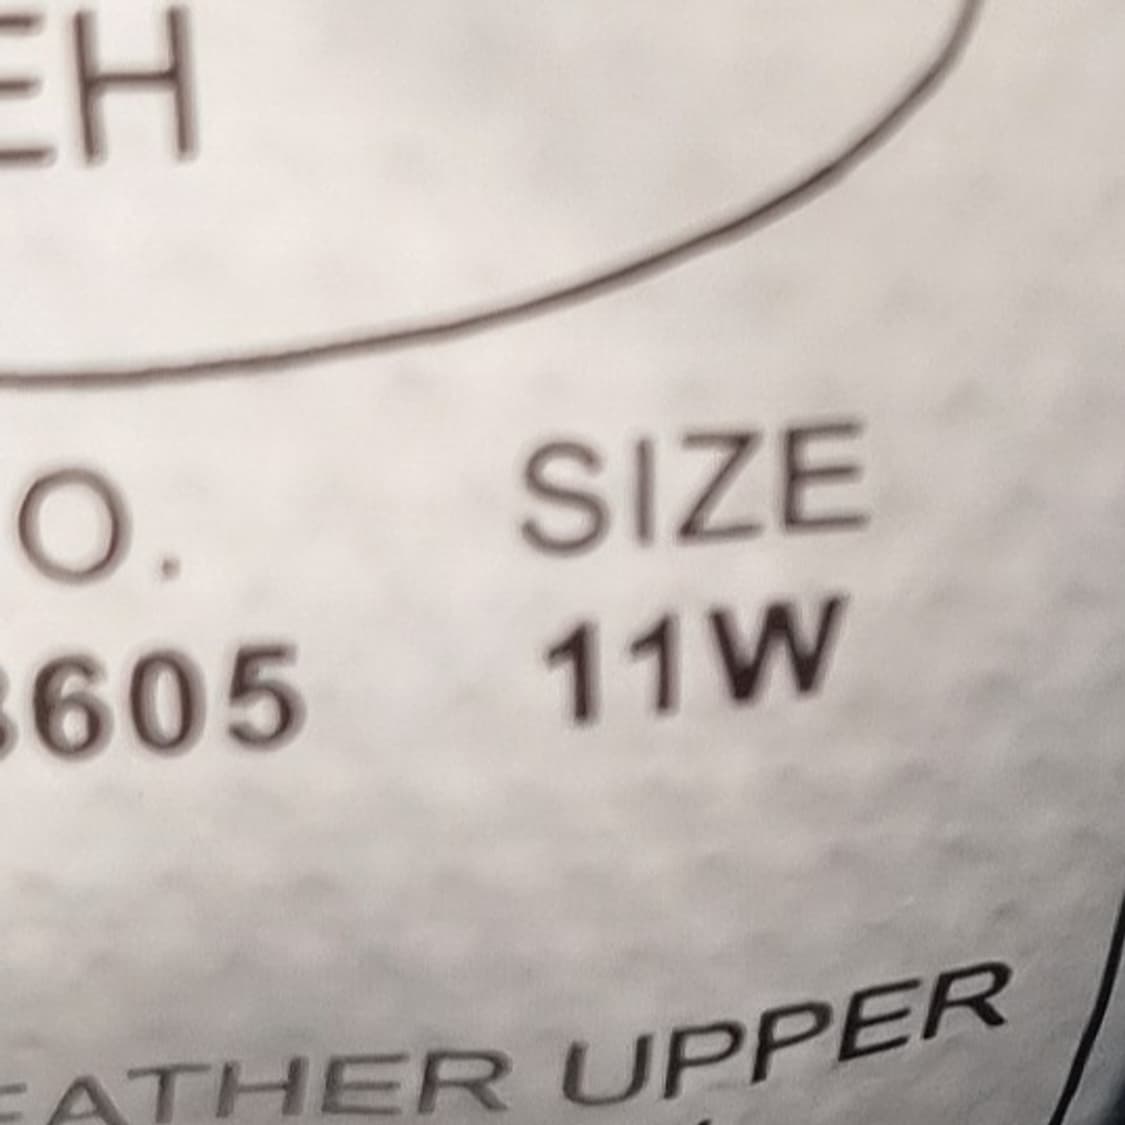 EH
O. SIZE
605 11W
EATHER UPPER